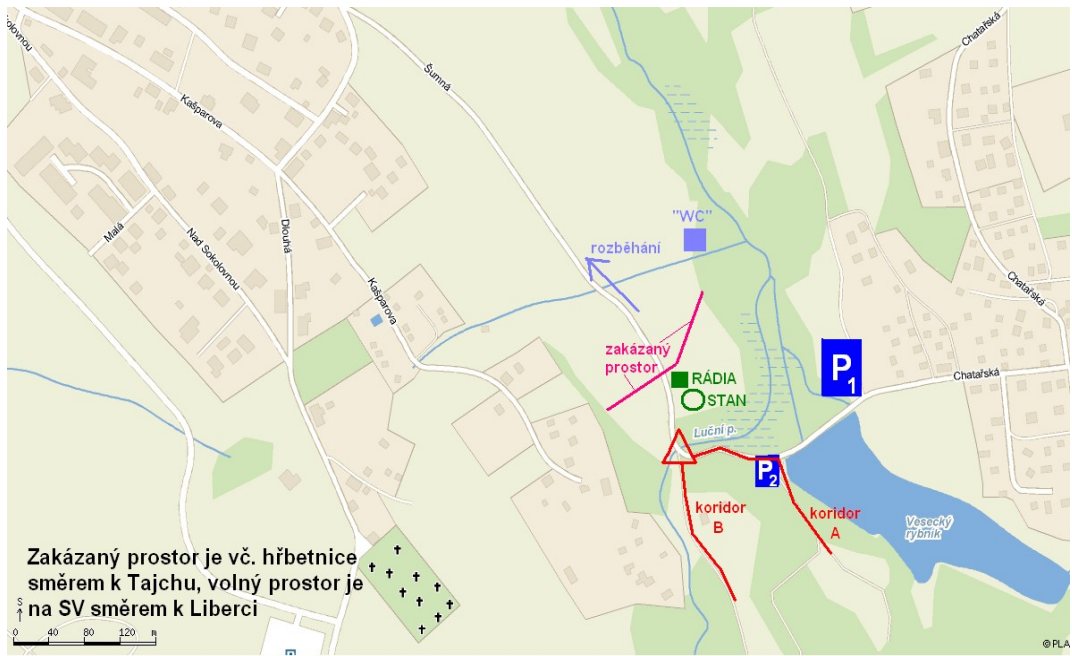 okolovnou
Kašparova
Šumná
Chatařská
Malá
Nad Sokolovnou
Dlouhá
Kašparova
"WC"
rozběhání
Chatařská
zakázaný
prostor
RÁDIA
STAN
P1
Chatařská
Luční p.
P2
koridor
B
koridor
A
Vesecký
rybník
Zakázaný prostor je vč. hřbetnice
směrem k Tajchu, volný prostor je
na SV směrem k Liberci
S
0 40 80 120 m
© PLA